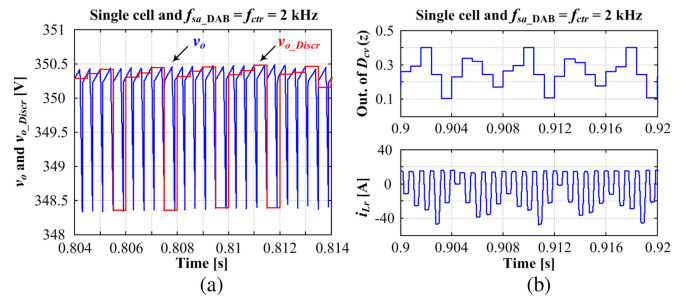 Single cell and f_sa_DAB = f_ctr = 2 kHz
v_o and v_o_Discr [V]
351
350.5
350
349.5
349
348.5
348
v_o
v_o_Discr
0.804
0.806
0.808
0.81
0.812
0.814
Time [s]
(a)
Single cell and f_sa_DAB = f_ctr = 2 kHz
Out. of D_cv(z)
0.5
0.3
0.1
0.9
0.904
0.908
0.912
0.916
0.92
i_Lr [A]
40
0
-40
0.9
0.904
0.908
0.912
0.916
0.92
Time [s]
(b)